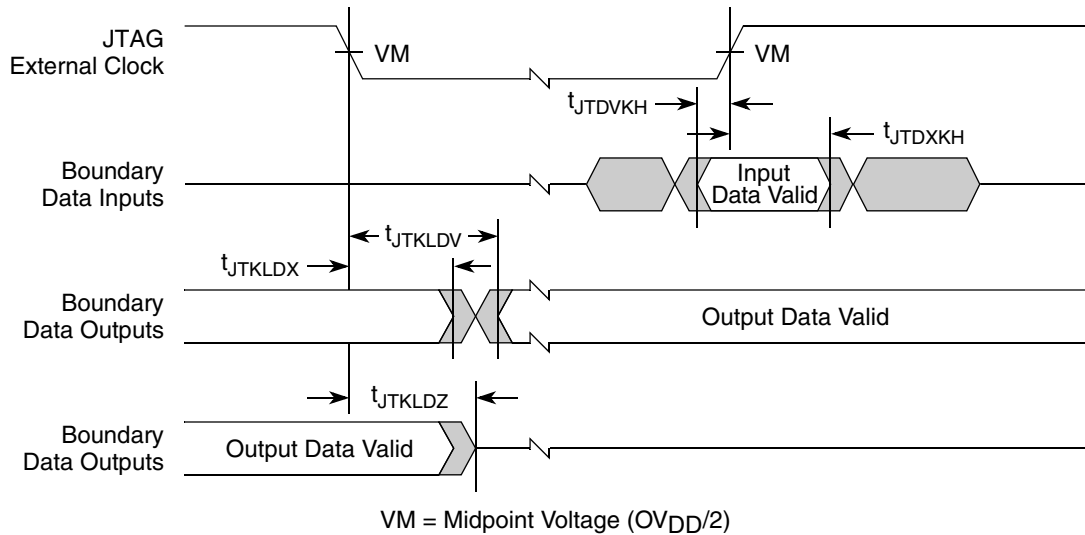 JTAG
External Clock
VM
VM
tJTDVKH
tJTDXKH
Boundary
Data Inputs
Input
Data Valid
tJTKLDV
tJTKLDX
Boundary
Data Outputs
Output Data Valid
tJTKLDZ
Boundary
Data Outputs
Output Data Valid
VM = Midpoint Voltage (OVDD/2)